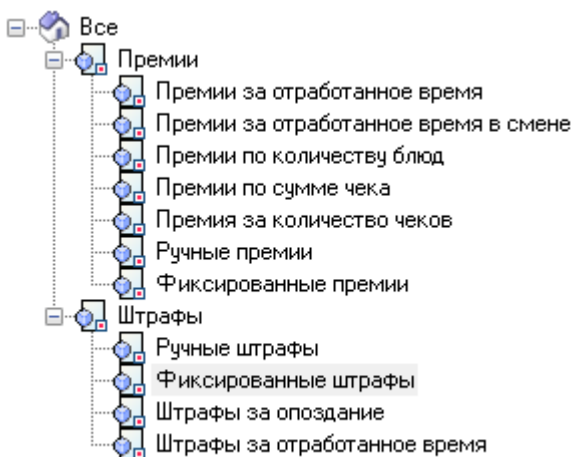 Все
Премии
Премии за отработанное время
Премии за отработанное время в смене
Премии по количеству блюд
Премии по сумме чека
Премия за количество чеков
Ручные премии
Фиксированные премии
Штрафы
Ручные штрафы
Фиксированные штрафы
Штрафы за опоздание
Штрафы за отработанное время